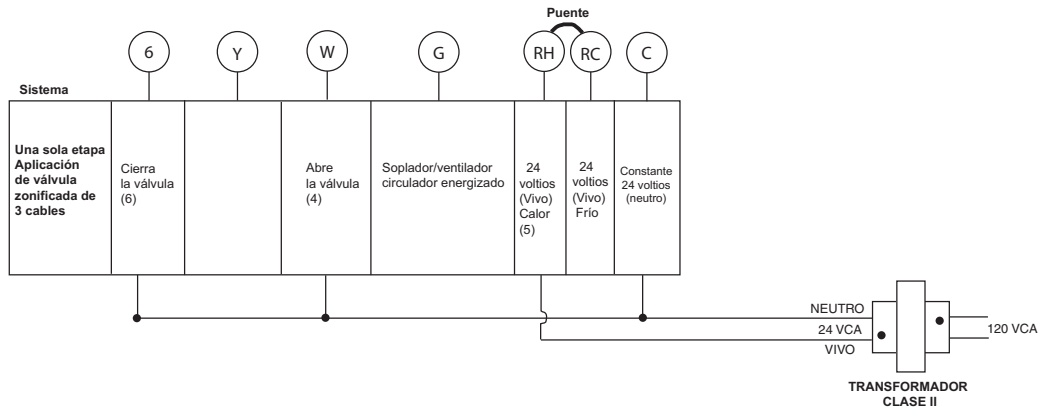 Puente
6
Y
W
G
RH
RC
C
Sistema
Una sola etapa
Aplicación
de válvula
zonificada de
3 cables
Cierra
la válvula
(6)
Abre
la válvula
(4)
Soplador/ventilador
circulador energizado
24
voltios
(Vivo)
Calor
(5)
24
voltios
(Vivo)
Frío
Constante
24 voltios
(neutro)
NEUTRO
24 VCA
VIVO
120 VCA
TRANSFORMADOR
CLASE II